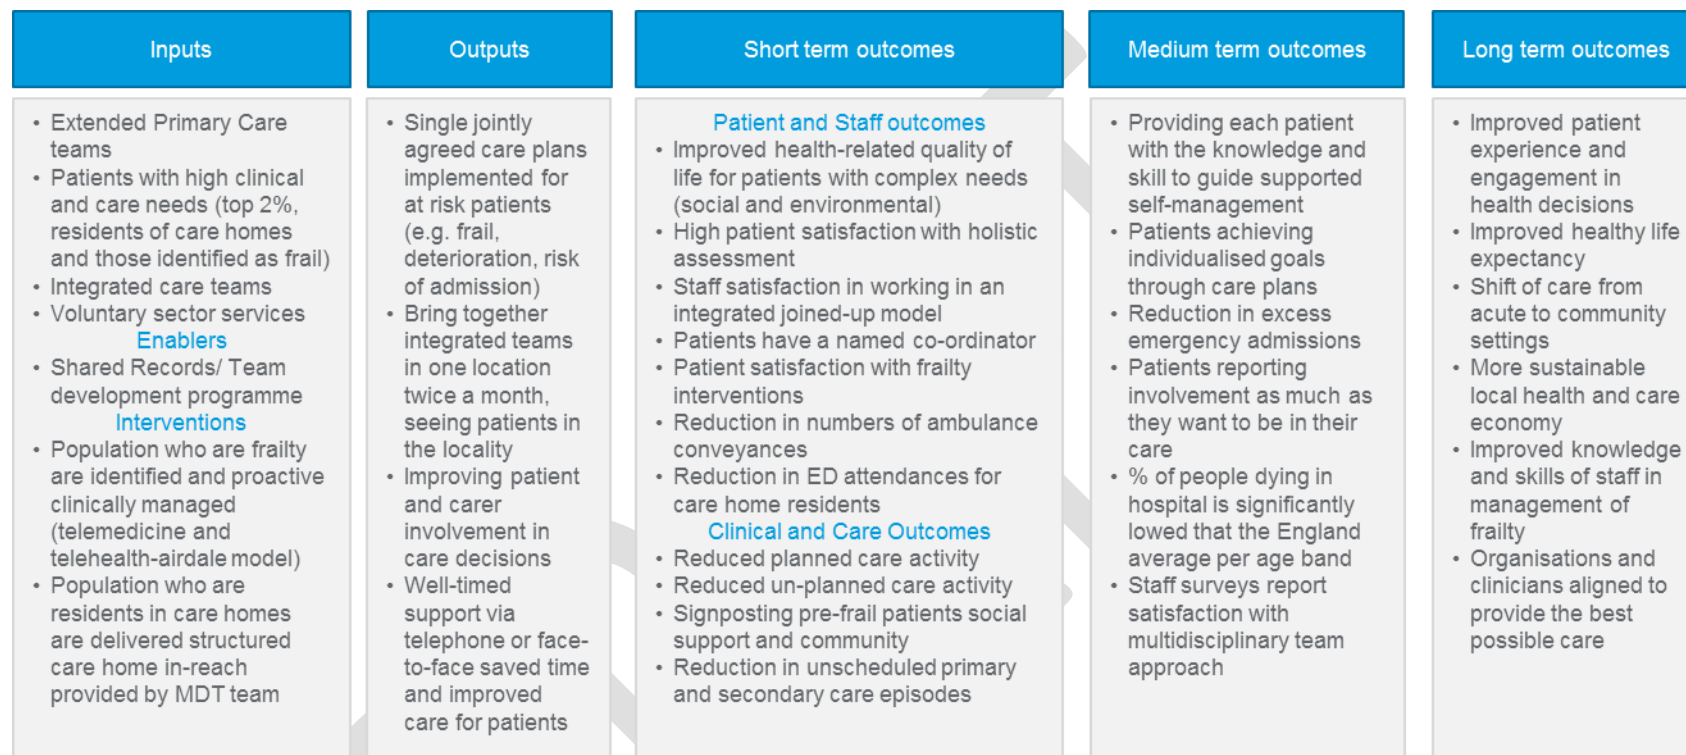 Inputs
• Extended Primary Care
teams
• Patients with high clinical
and care needs (top 2%,
residents of care homes
and those identified as frail)
• Integrated care teams
• Voluntary sector services
Enablers
• Shared Records/ Team
development programme
Interventions
• Population who are frailty
are identified and proactive
clinically managed
(telemedicine and
telehealth-airdale model)
• Population who are
residents in care homes
are delivered structured
care home in-reach
provided by MDT team
Outputs
• Single jointly
agreed care plans
implemented for
at risk patients
(e.g. frail,
deterioration, risk
of admission)
• Bring together
integrated teams
in one location
twice a month,
seeing patients in
the locality
• Improving patient
and carer
involvement in
care decisions
• Well-timed
support via
telephone or face-
to-face saved time
and improved
care for patients
Short term outcomes
Patient and Staff outcomes
• Improved health-related quality of
life for patients with complex needs
(social and environmental)
• High patient satisfaction with holistic
assessment
• Staff satisfaction in working in an
integrated joined-up model
• Patients have a named co-ordinator
• Patient satisfaction with frailty
interventions
• Reduction in numbers of ambulance
conveyances
• Reduction in ED attendances for
care home residents
Clinical and Care Outcomes
• Reduced planned care activity
• Reduced un-planned care activity
• Signposting pre-frail patients social
support and community
• Reduction in unscheduled primary
and secondary care episodes
Medium term outcomes
• Providing each patient
with the knowledge and
skill to guide supported
self-management
• Patients achieving
individualised goals
through care plans
• Reduction in excess
emergency admissions
• Patients reporting
involvement as much as
they want to be in their
care
• % of people dying in
hospital is significantly
lowed that the England
average per age band
• Staff surveys report
satisfaction with
multidisciplinary team
approach
Long term outcomes
• Improved patient
experience and
engagement in
health decisions
• Improved healthy life
expectancy
• Shift of care from
acute to community
settings
• More sustainable
local health and care
economy
• Improved knowledge
and skills of staff in
management of
frailty
• Organisations and
clinicians aligned to
provide the best
possible care